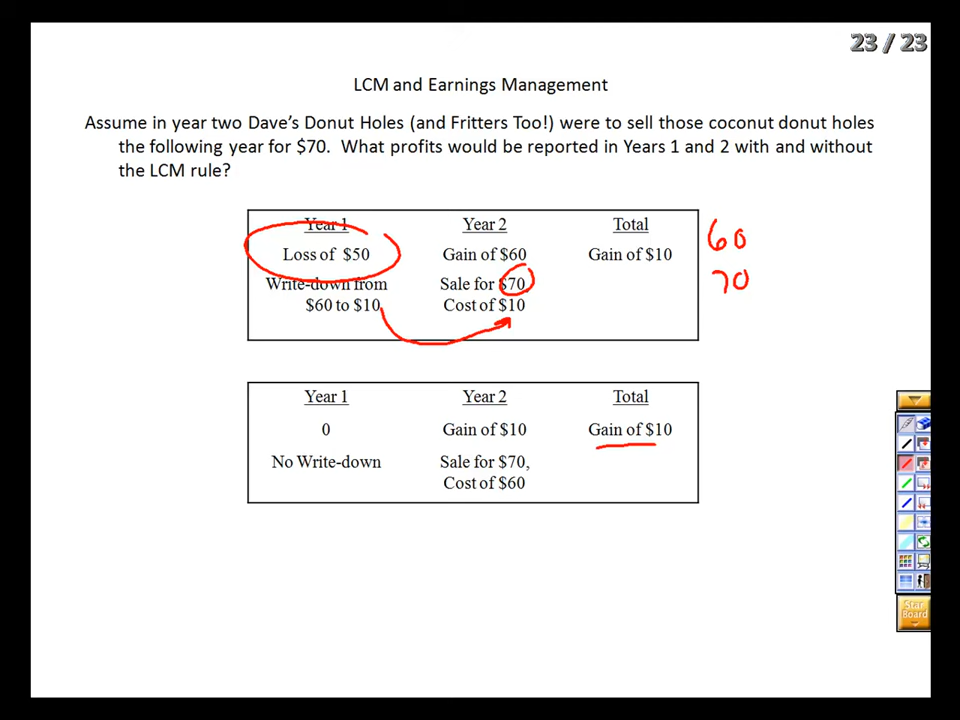 23 / 23
LCM and Earnings Management
Assume in year two Dave's Donut Holes (and Fritters Too!) were to sell those coconut donut holes
the following year for $70. What profits would be reported in Years 1 and 2 with and without
the LCM rule?
Year 1 Year 2 Total
Loss of $50 Gain of $60 Gain of $10
Write-down from Sale for $70,
$60 to $10 Cost of $10
60
70
Year 1 Year 2 Total
0 Gain of $10 Gain of $10
No Write-down Sale for $70,
Cost of $60
Star
Board